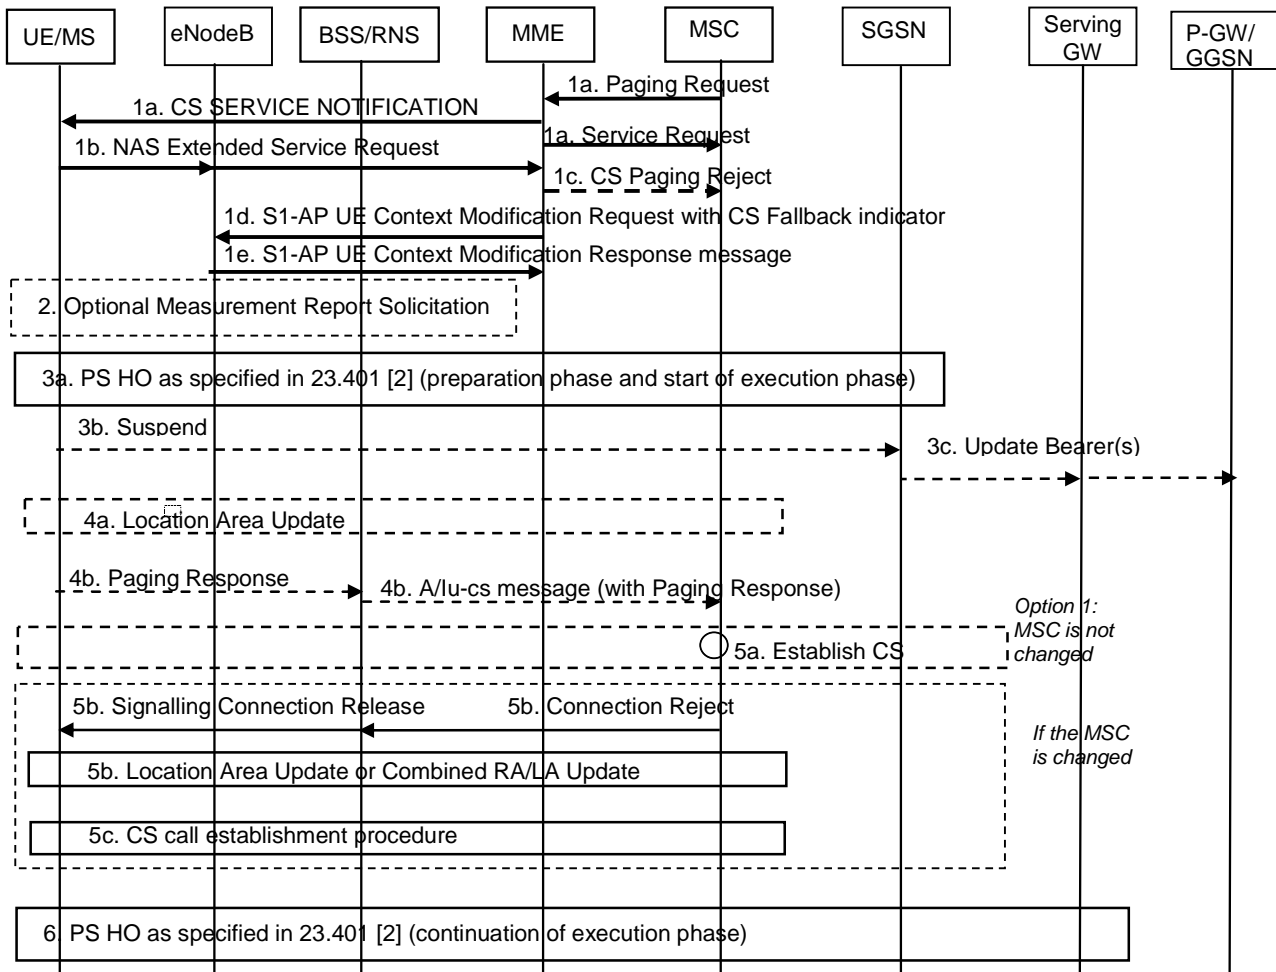 UE/MS
eNodeB
BSS/RNS
MME
MSC
SGSN
Serving
GW
P-GW/
GGSN
1a. Paging Request
1a. CS SERVICE NOTIFICATION
1a. Service Request
1b. NAS Extended Service Request
1c. CS Paging Reject
1d. S1-AP UE Context Modification Request with CS Fallback indicator
1e. S1-AP UE Context Modification Response message
2. Optional Measurement Report Solicitation
3a. PS HO as specified in 23.401 [2] (preparation phase and start of execution phase)
3b. Suspend
3c. Update Bearer(s)
4a. Location Area Update
4b. Paging Response
4b. A/Iu-cs message (with Paging Response)
Option 1:
MSC is not
changed
5a. Establish CS
5b. Signalling Connection Release
5b. Connection Reject
If the MSC
is changed
5b. Location Area Update or Combined RA/LA Update
5c. CS call establishment procedure
6. PS HO as specified in 23.401 [2] (continuation of execution phase)